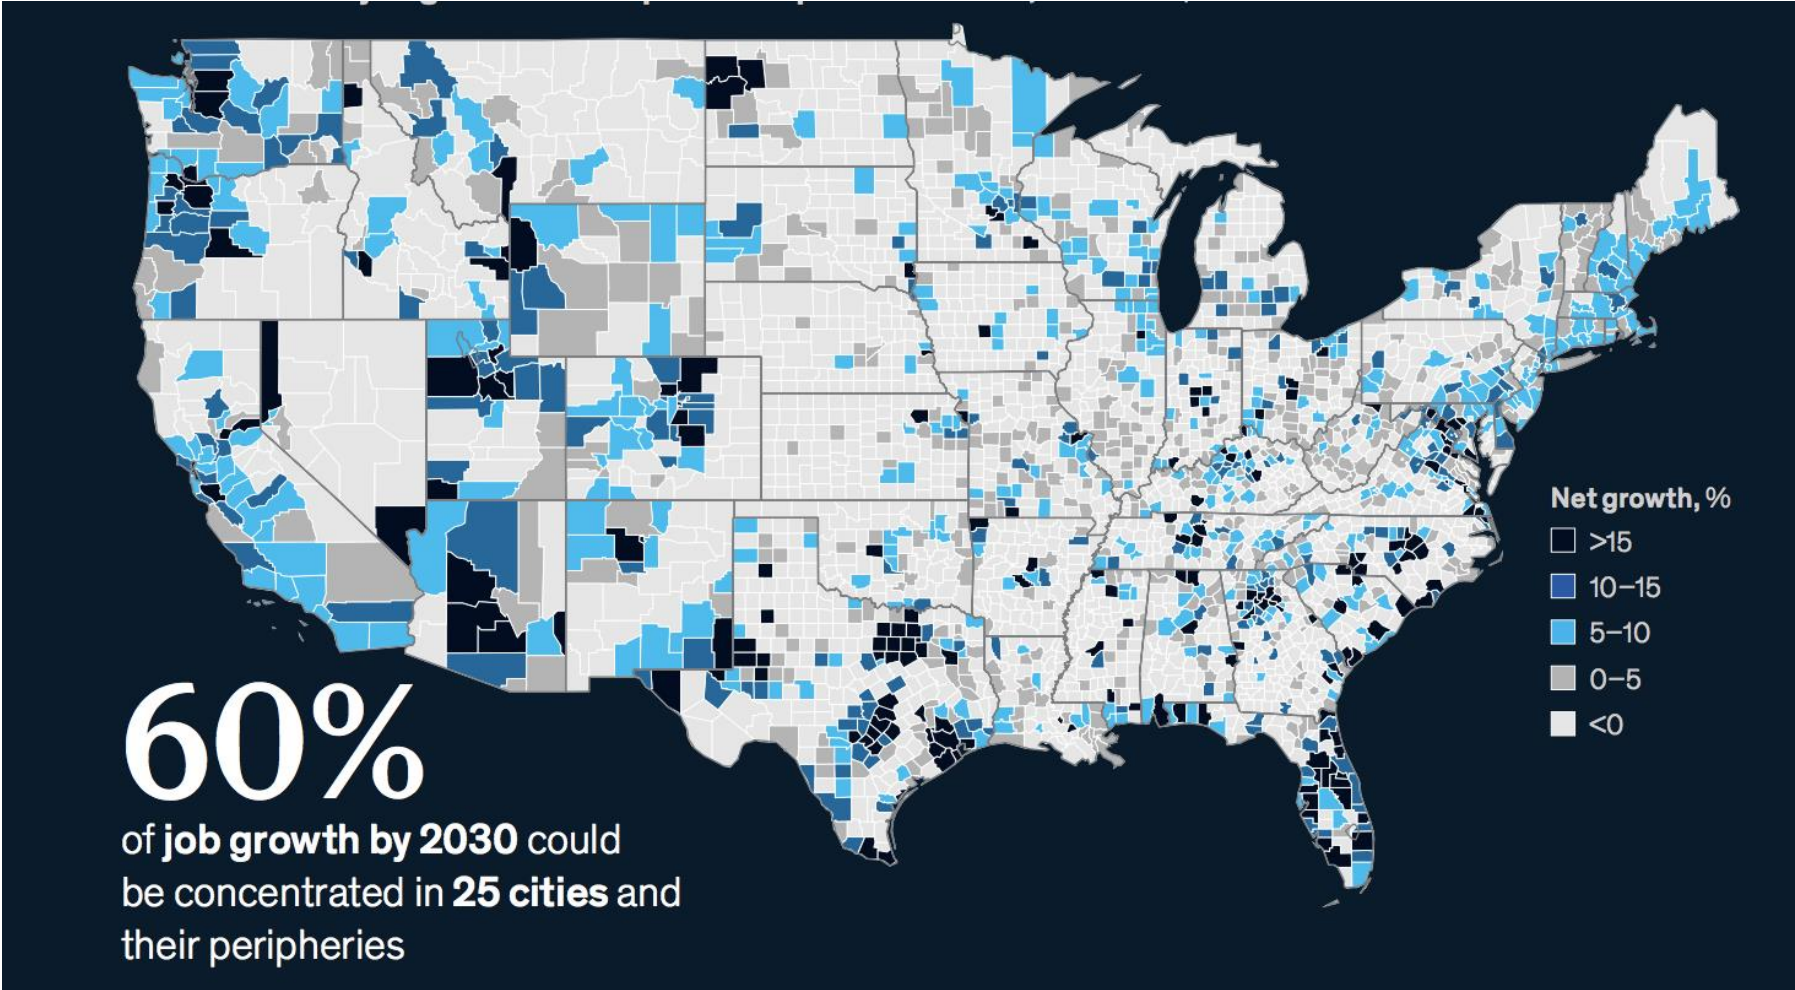 60%
of job growth by 2030 could
be concentrated in 25 cities and
their peripheries
Net growth, %
>15
10–15
5–10
0–5
<0